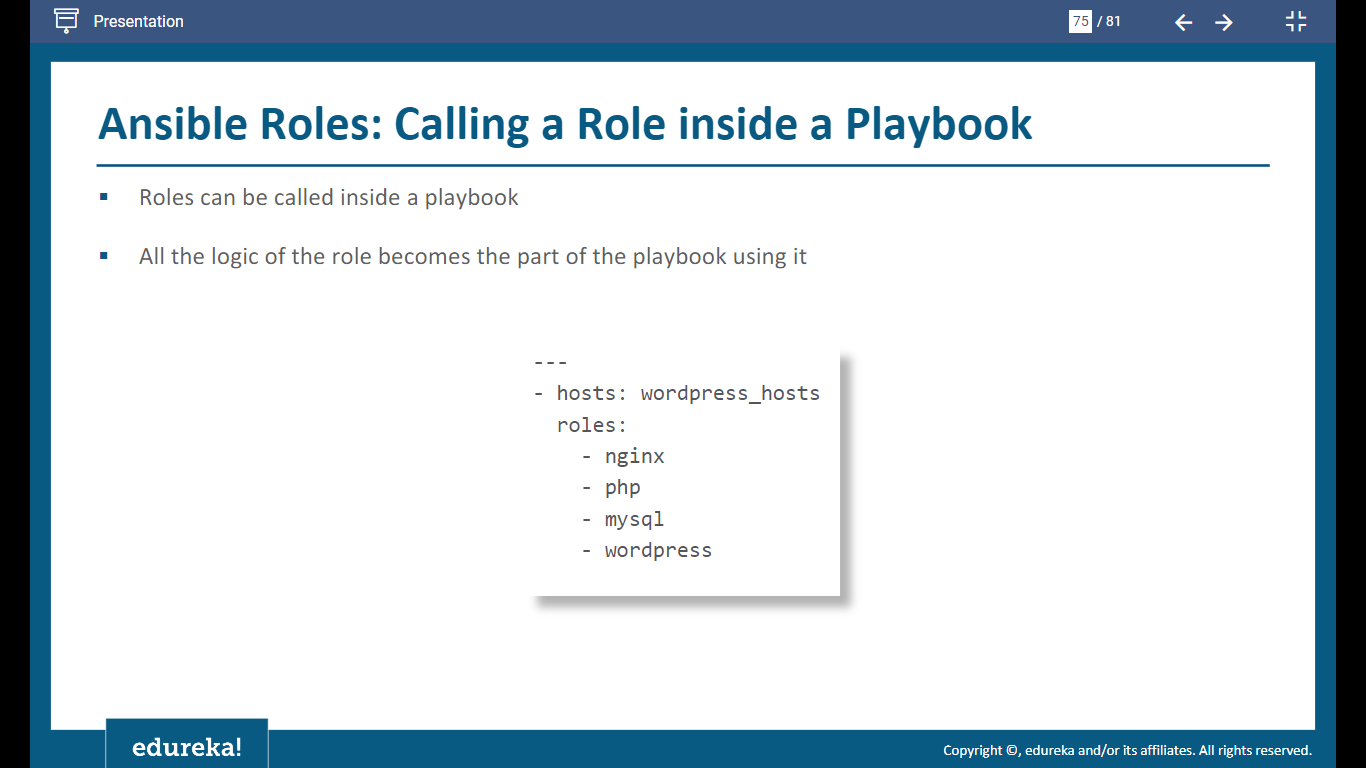 Presentation
75 / 81
Ansible Roles: Calling a Role inside a Playbook
▪ Roles can be called inside a playbook
▪ All the logic of the role becomes the part of the playbook using it
---
- hosts: wordpress_hosts
  roles:
    - nginx
    - php
    - mysql
    - wordpress
edureka!
Copyright ©, edureka and/or its affiliates. All rights reserved.